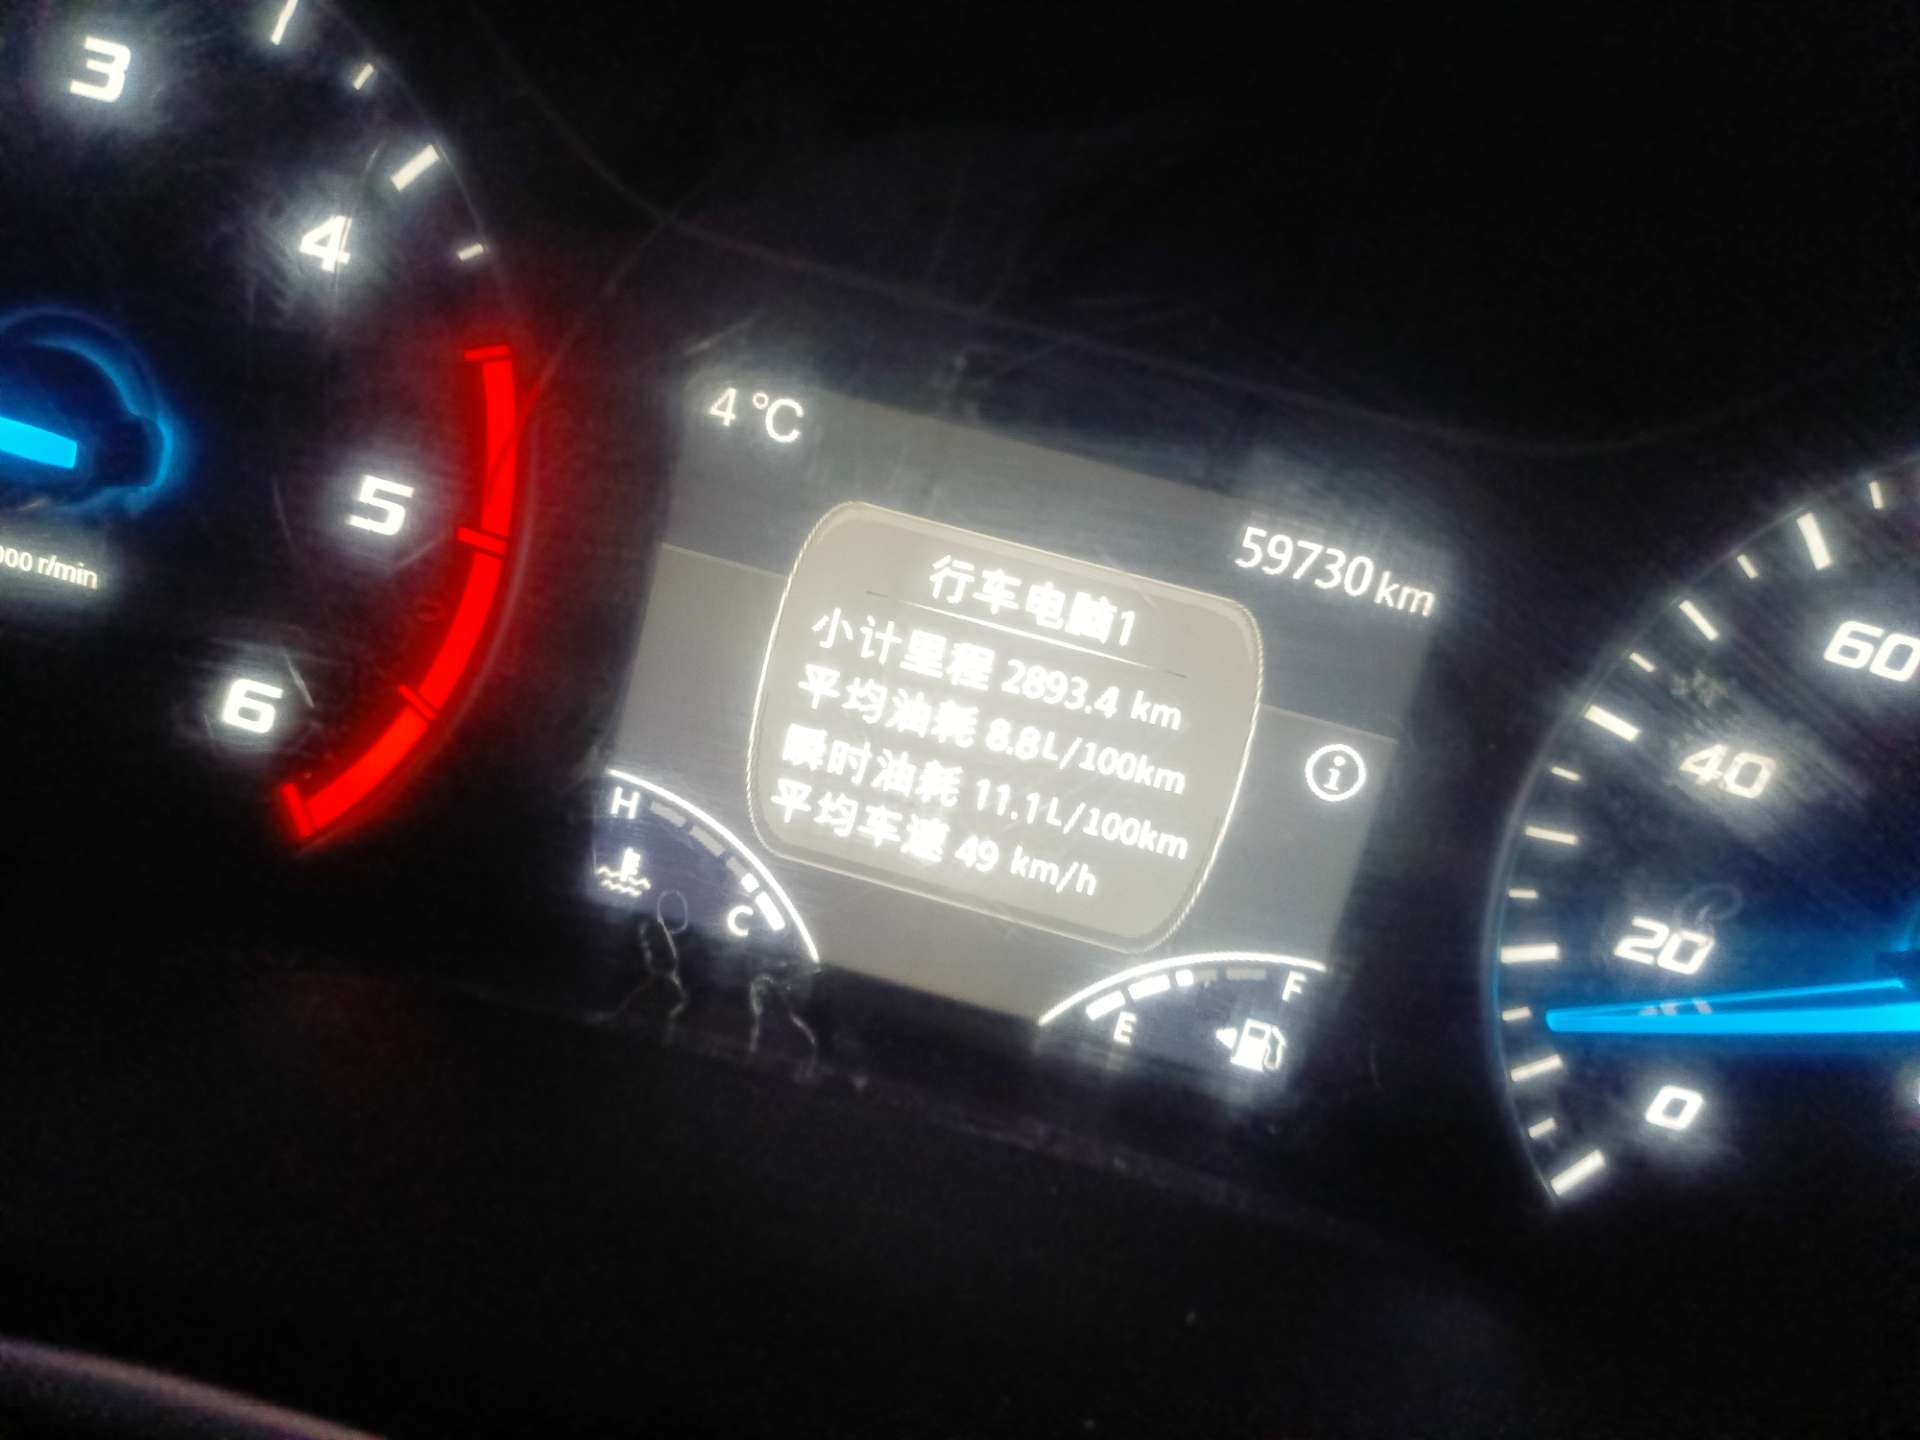 3
4
5
6
000 r/min
4 °C
59730 km
行车电脑1
小计里程 2893.4 km
平均油耗 8.8L/100km
瞬时油耗 11.1L/100km
平均车速 49 km/h
H
C
E
F
60
40
20
0